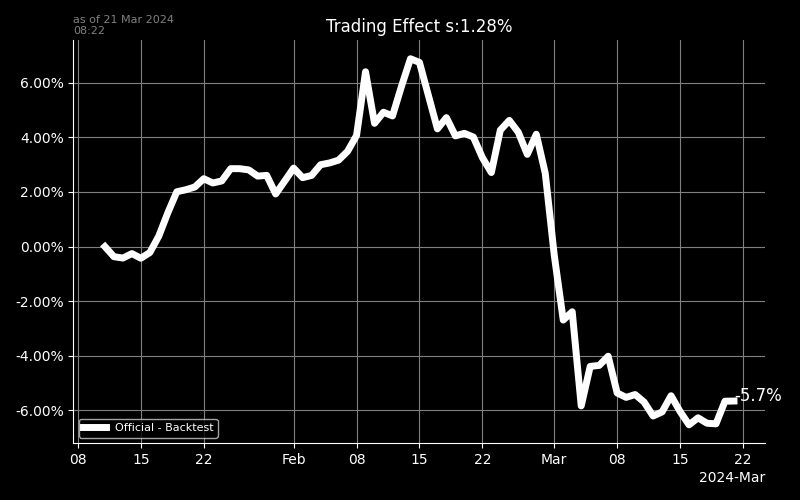 as of 21 Mar 2024
08:22
Trading Effect s:1.28%
6.00%
4.00%
2.00%
0.00%
-2.00%
-4.00%
-6.00%
-5.7%
Official - Backtest
08 15 22 Feb 08 15 22 Mar 08 15 22
2024-Mar